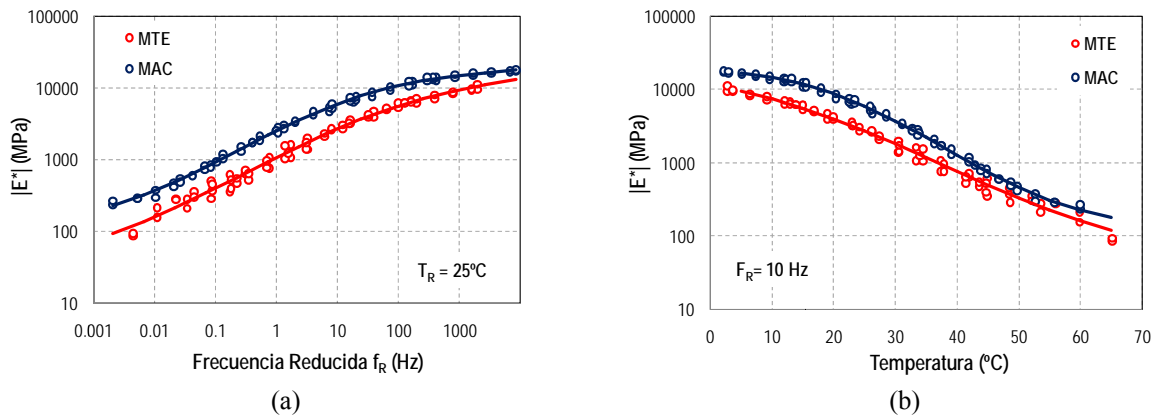 100000
10000
1000
100
10
|E*| (MPa)
MTE
MAC
T_R = 25ºC
0.001 0.01 0.1 1 10 100 1000
Frecuencia Reducida f_R (Hz)
(a)
100000
10000
1000
100
10
|E*| (MPa)
MTE
MAC
F_R= 10 Hz
0 10 20 30 40 50 60 70
Temperatura (ºC)
(b)